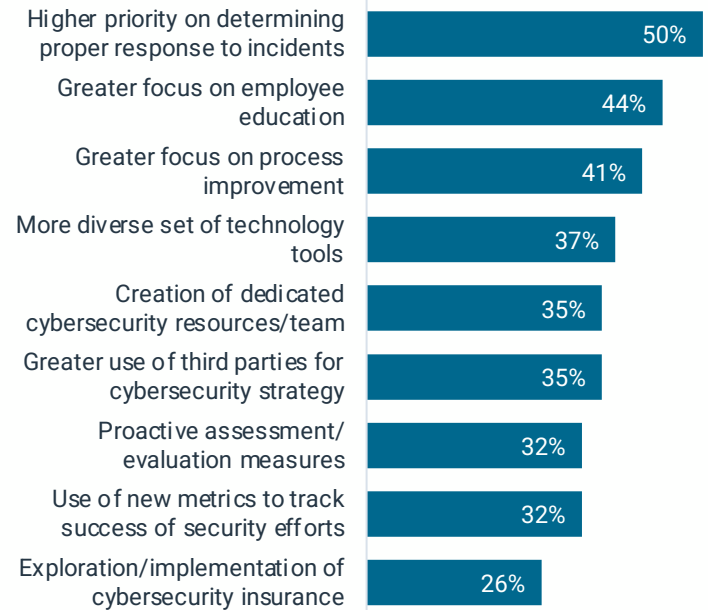 Higher priority on determining
proper response to incidents
50%
Greater focus on employee
education
44%
Greater focus on process
improvement
41%
More diverse set of technology
tools
37%
Creation of dedicated
cybersecurity resources/team
35%
Greater use of third parties for
cybersecurity strategy
35%
Proactive assessment/
evaluation measures
32%
Use of new metrics to track
success of security efforts
32%
Exploration/implementation of
cybersecurity insurance
26%